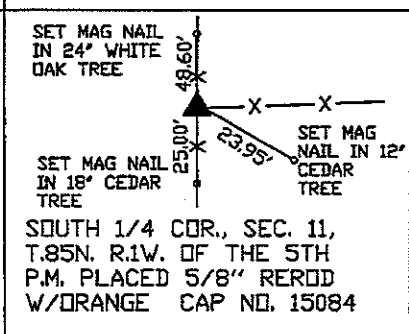 SET MAG NAIL
IN 24" WHITE
OAK TREE
48.60'
X
X X
25.00'
X
23.95'
SET MAG
NAIL IN 12"
CEDAR
TREE
SET MAG NAIL
IN 18" CEDAR
TREE
SOUTH 1/4 COR., SEC. 11,
T.85N. R.1W. OF THE 5TH
P.M. PLACED 5/8" REROD
W/ORANGE CAP NO. 15084